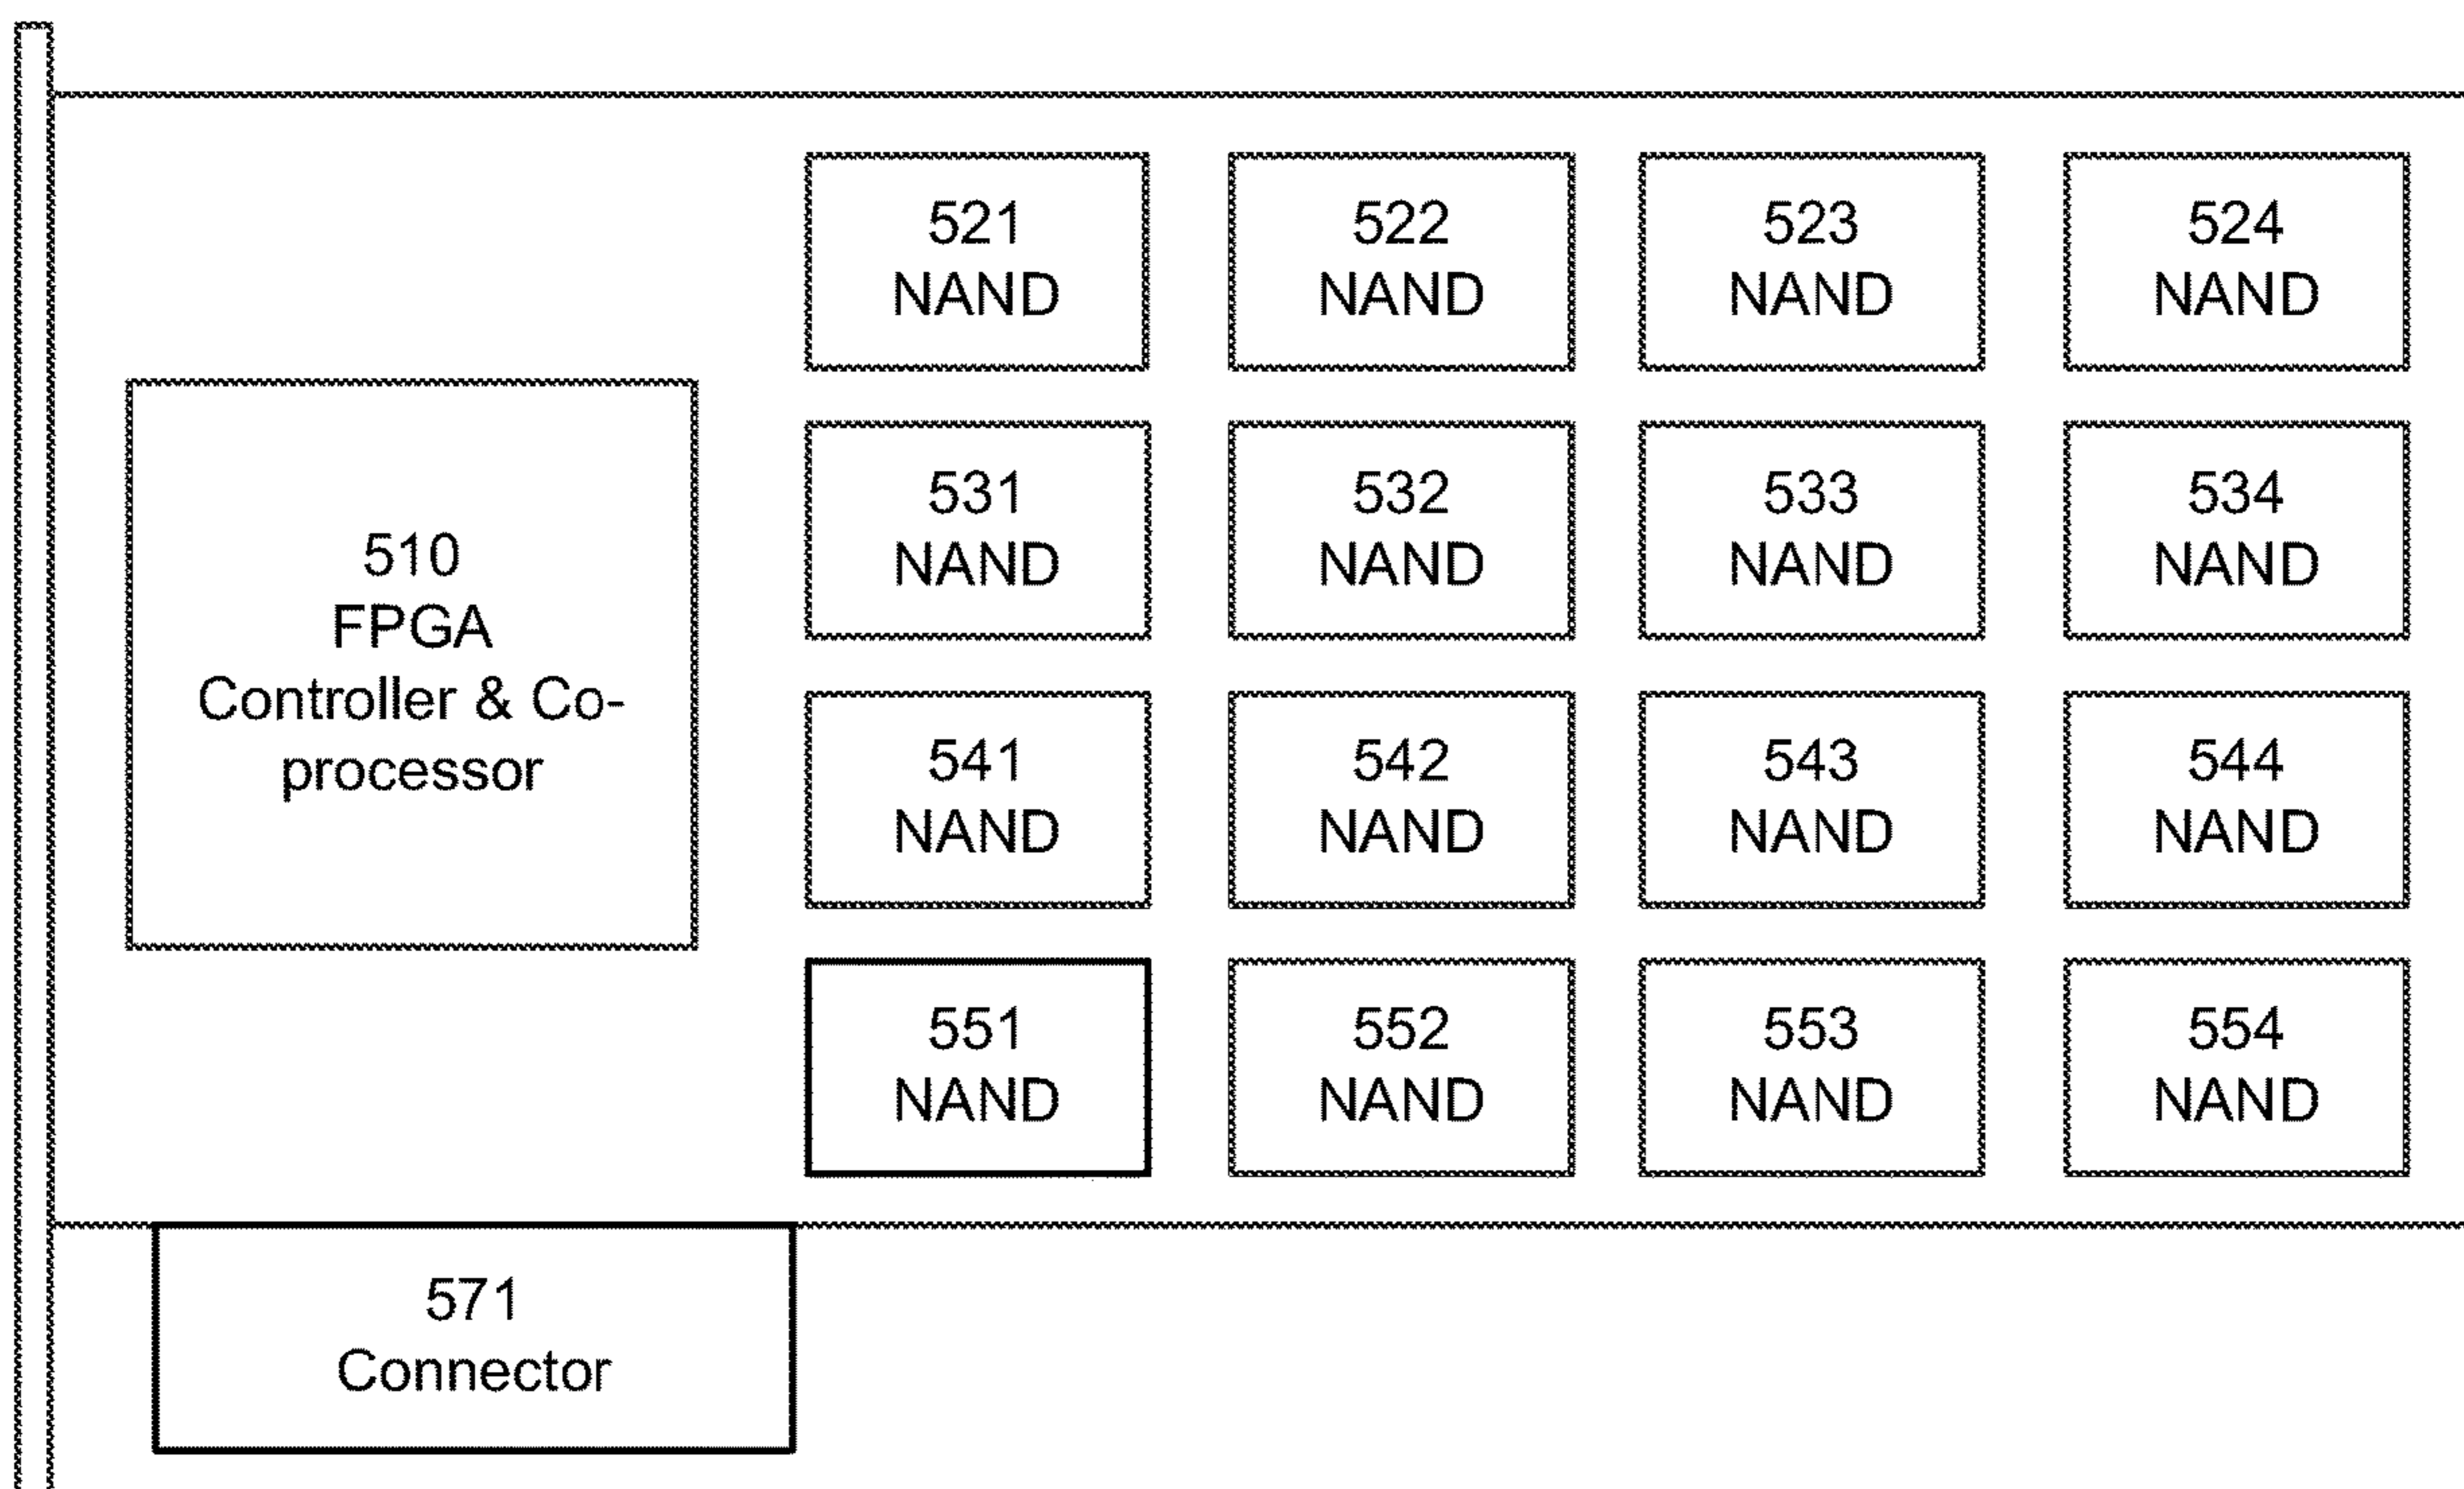 521
NAND
522
NAND
523
NAND
524
NAND
510
FPGA
Controller & Co-
processor
531
NAND
532
NAND
533
NAND
534
NAND
541
NAND
542
NAND
543
NAND
544
NAND
551
NAND
552
NAND
553
NAND
554
NAND
571
Connector